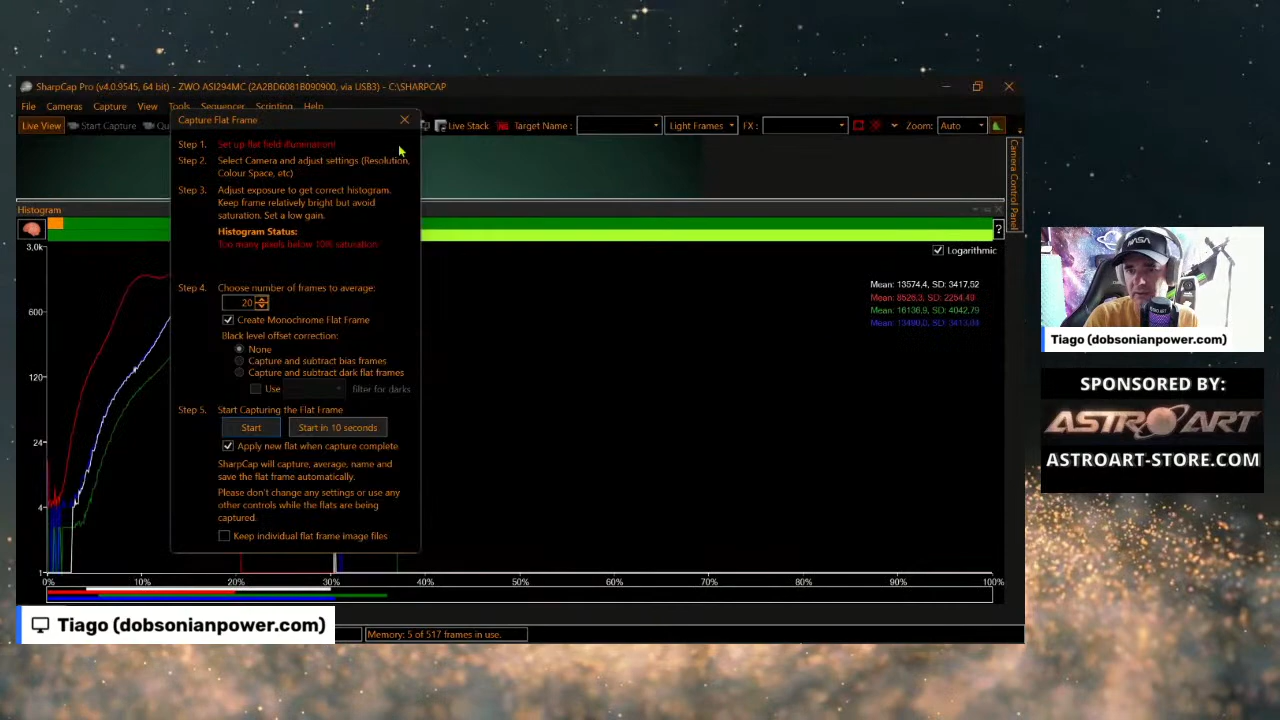 SharpCap Pro (v4.0.9545, 64 bit) - ZWO ASI294MC (2A2BD6081B090900, via USB3) - C:\SHARPCAP
File Cameras Capture View Tools Sequencer Scripting Help
Live View Start Capture Qu Live Stack Target Name : Light Frames FX : Zoom: Auto
Capture Flat Frame
Step 1. Set up flat field illumination!
Step 2. Select Camera and adjust settings (Resolution,
Colour Space, etc)
Step 3. Adjust exposure to get correct histogram.
Keep frame relatively bright but avoid
saturation. Set a low gain.
Histogram Status:
Too many pixels below 10% saturation
Step 4. Choose number of frames to average:
20
Create Monochrome Flat Frame
Black level offset correction:
None
Capture and subtract bias frames
Capture and subtract dark flat frames
Use filter for darks
Step 5. Start Capturing the Flat Frame
Start Start in 10 seconds
Apply new flat when capture complete
SharpCap will capture, average, name and
save the flat frame automatically.
Please don't change any settings or use any
other controls while the flats are being
captured.
Keep individual flat frame image files
Camera Control Panel
Histogram
?
Logarithmic
3.0k
600
120
24
4
1
Mean: 13574,4, SD: 3417,52
Mean: 8526,3, SD: 2254,49
Mean: 16136,9, SD: 4042,79
Mean: 13490,0, SD: 3413,04
0% 10% 20% 30% 40% 50% 60% 70% 80% 90% 100%
Memory: 5 of 517 frames in use.
Tiago (dobsonianpower.com)
NASA
Tiago (dobsonianpower.com)
SPONSORED BY:
ASTROART
ASTROART-STORE.COM